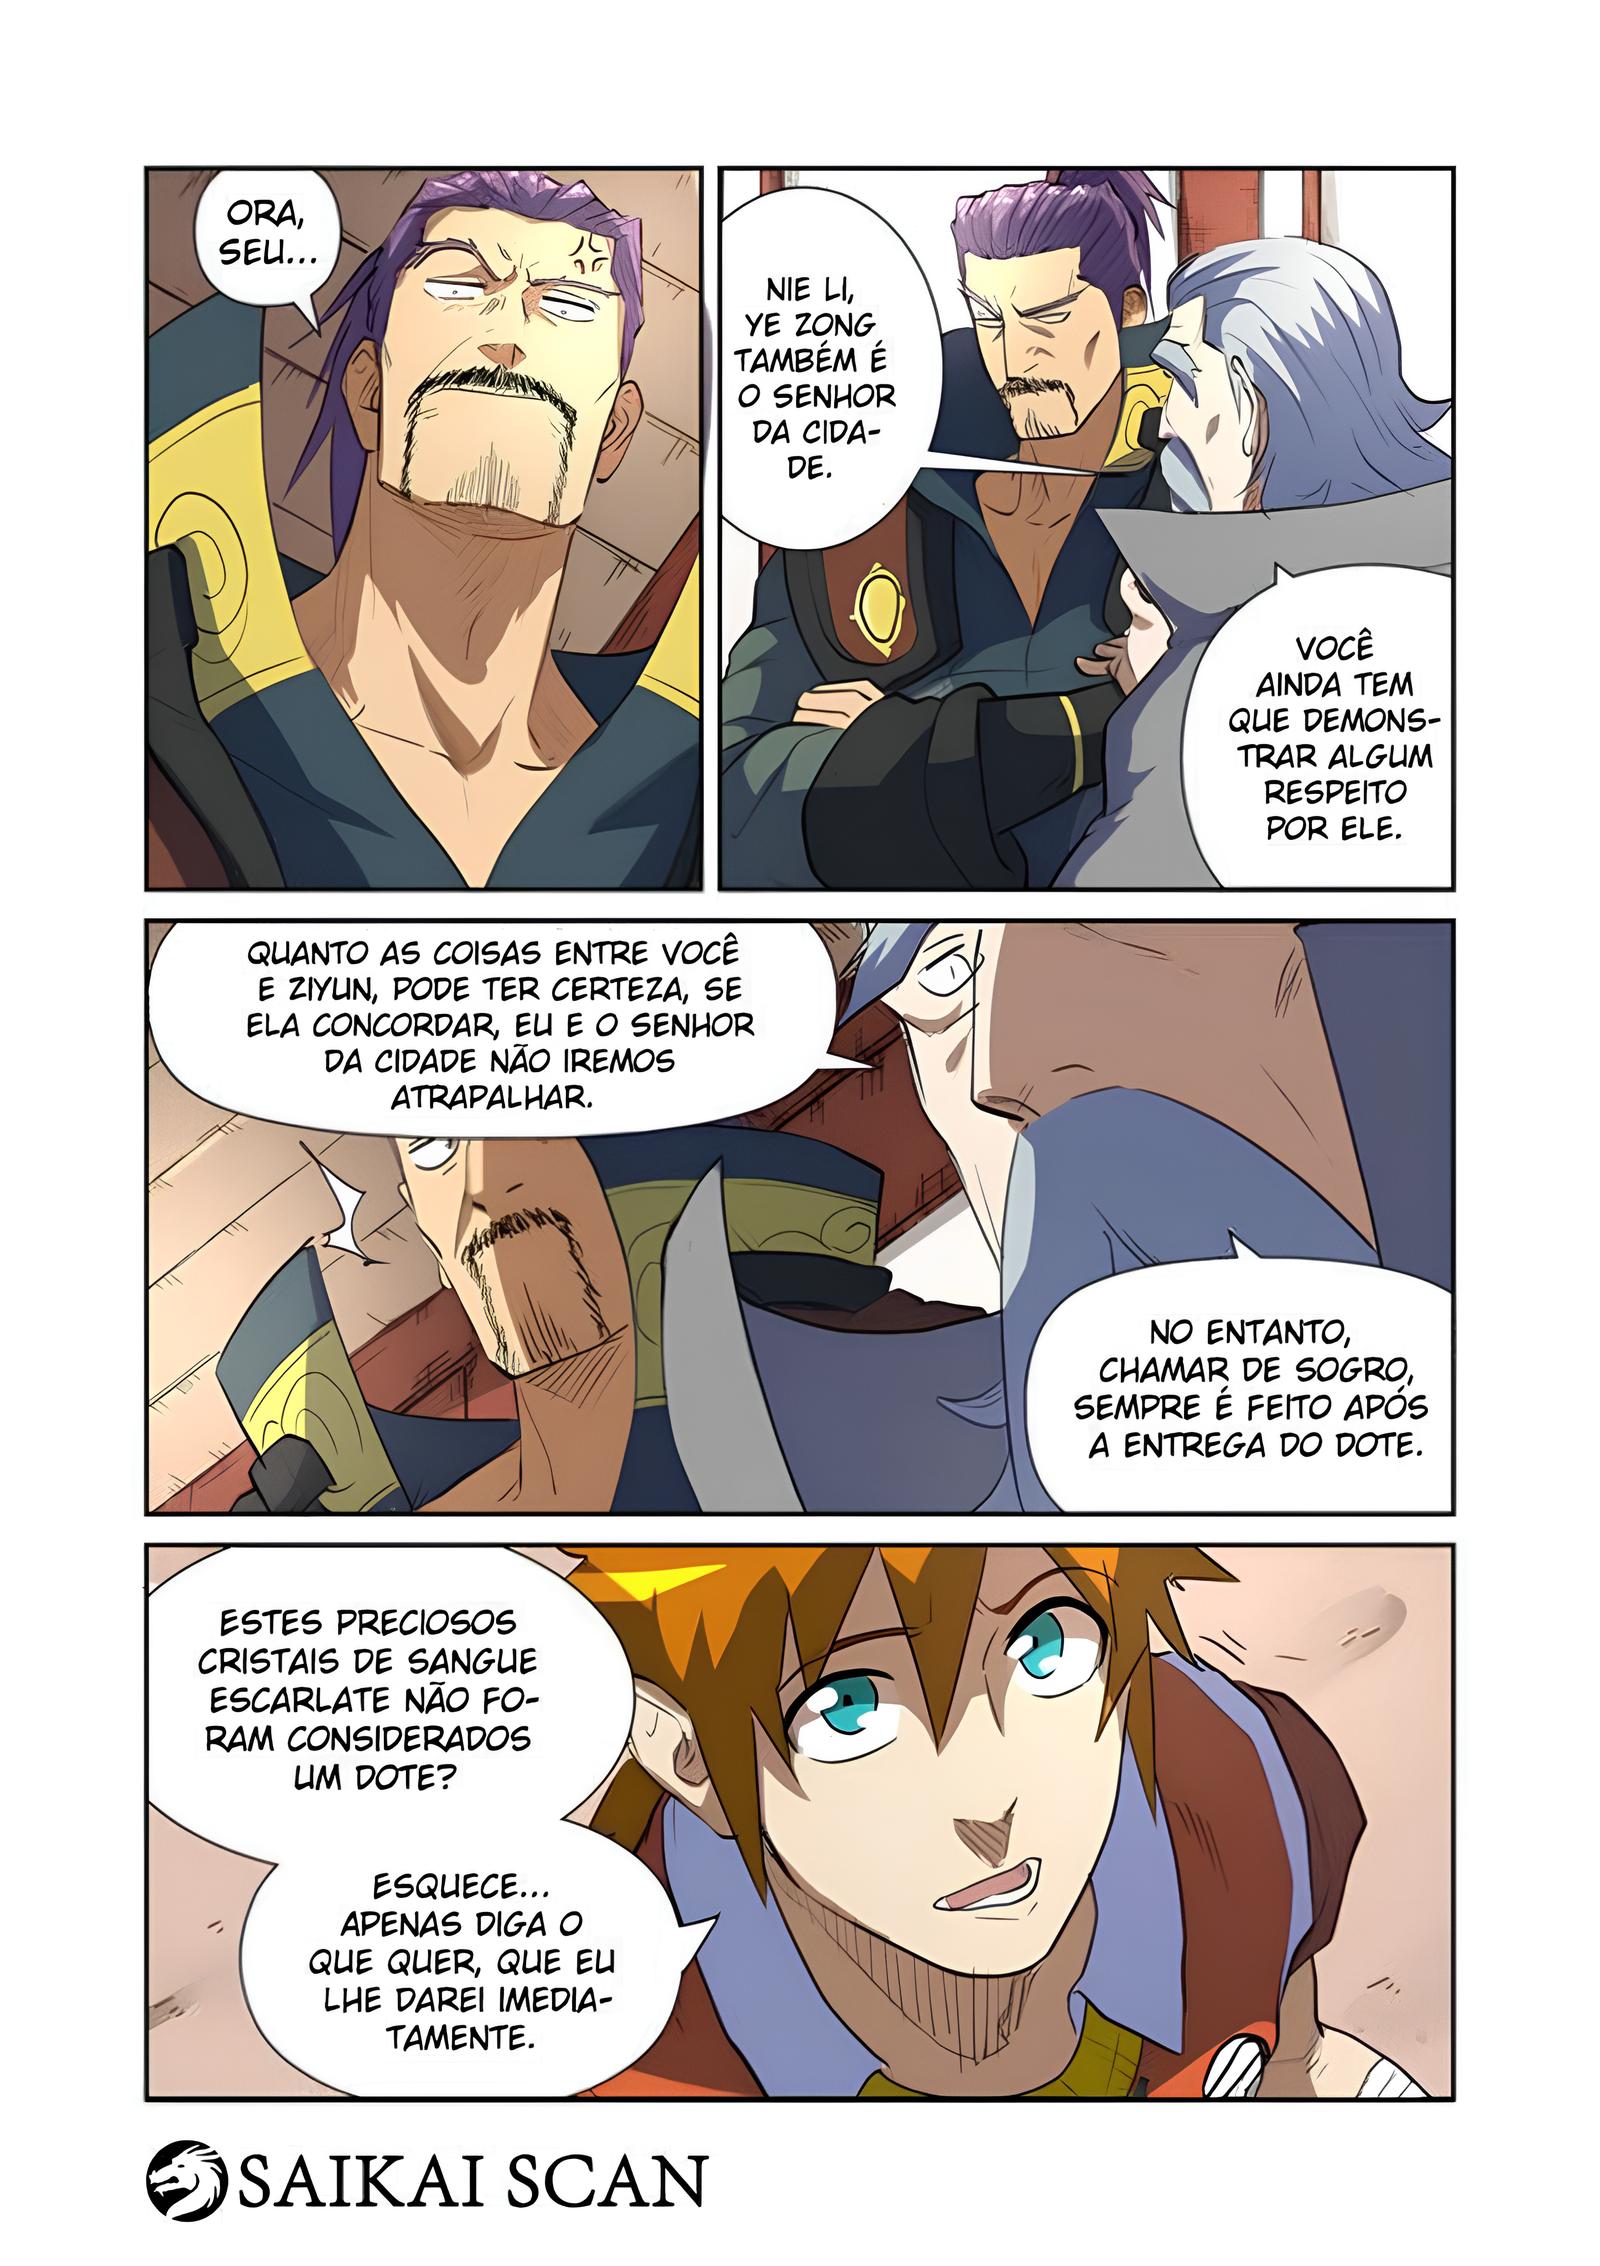 ORA,
SEU...
NIE LI,
YE ZONG
TAMBÉM É
O SENHOR
DA CIDA-
DE.
VOCÊ
AINDA TEM
QUE DEMONS-
TRAR ALGUM
RESPEITO
POR ELE.
QUANTO AS COISAS ENTRE VOCÊ
E ZIYUN, PODE TER CERTEZA, SE
ELA CONCORDAR, EU E O SENHOR
DA CIDADE NÃO IREMOS
ATRAPALHAR.
NO ENTANTO,
CHAMAR DE SOGRO,
SEMPRE É FEITO APÓS
A ENTREGA DO DOTE.
ESTES PRECIOSOS
CRISTAIS DE SANGUE
ESCARLATE NÃO FO-
RAM CONSIDERADOS
UM DOTE?
ESQUECE...
APENAS DIGA O
QUE QUER, QUE EU
LHE DAREI IMEDIA-
TAMENTE.
SAIKAI SCAN